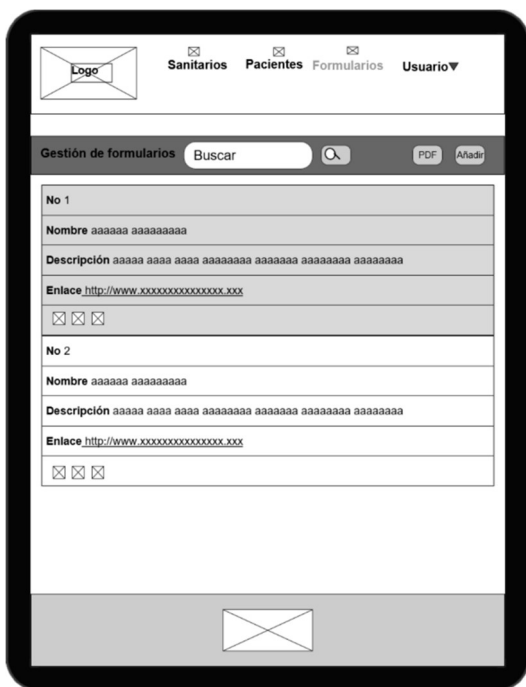 Logo
Sanitarios Pacientes Formularios Usuario
Gestión de formularios Buscar PDF Añadir
No 1
Nombre aaaaaa aaaaaaaaa
Descripción aaaaa aaaa aaaa aaaaaaaa aaaaaaa aaaaaaaa aaaaaaaa
Enlace http://www.xxxxxxxxxxxxxxx.xxx
No 2
Nombre aaaaaa aaaaaaaaa
Descripción aaaaa aaaa aaaa aaaaaaaa aaaaaaa aaaaaaaa aaaaaaaa
Enlace http://www.xxxxxxxxxxxxxxx.xxx